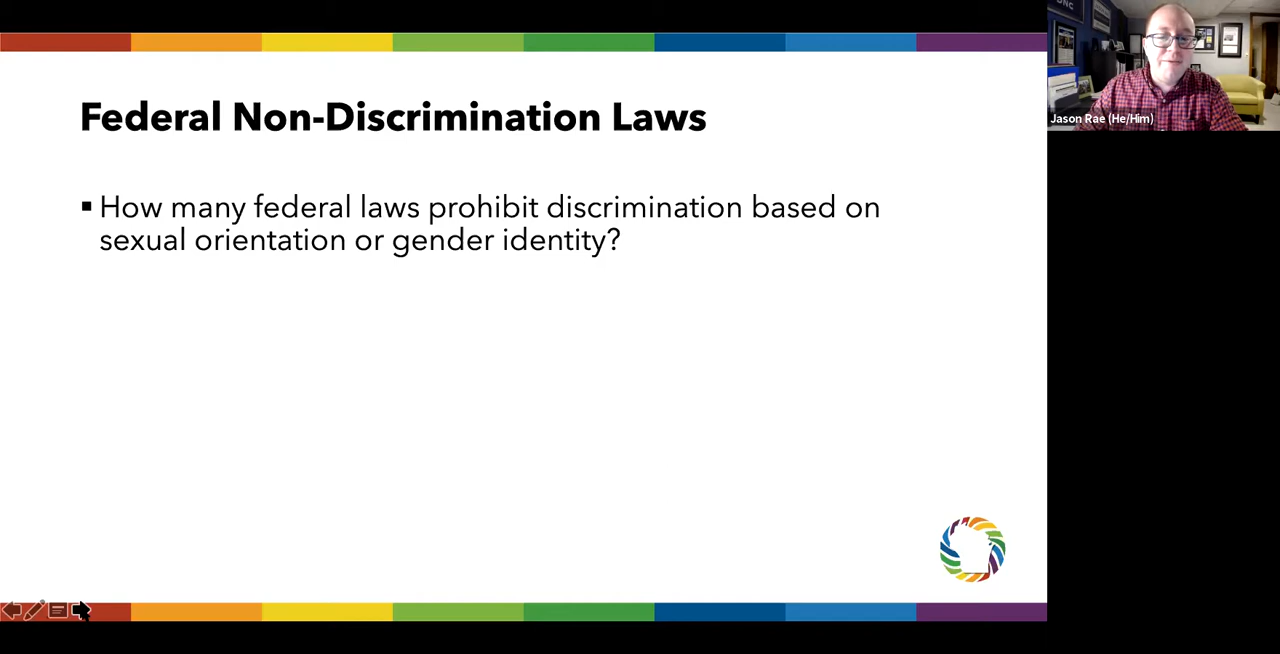 Federal Non-Discrimination Laws
▪ How many federal laws prohibit discrimination based on
sexual orientation or gender identity?
Jason Rae (He/Him)